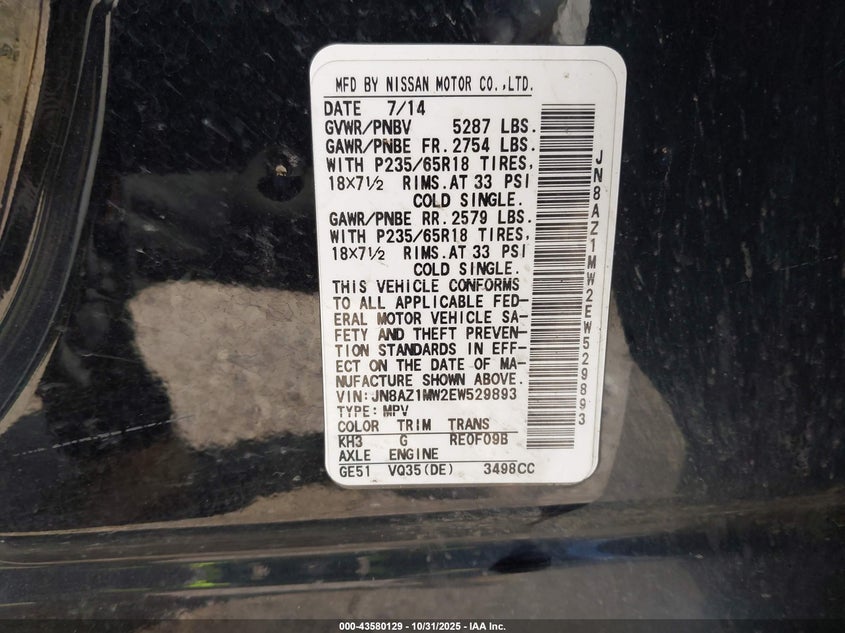 MFD BY NISSAN MOTOR CO.,LTD.
DATE 7/14
GVWR/PNBV 5287 LBS.
GAWR/PNBE FR. 2754 LBS.
WITH P235/65R18 TIRES,
18×7½ RIMS.AT 33 PSI
COLD SINGLE.
GAWR/PNBE RR. 2579 LBS.
WITH P235/65R18 TIRES,
18×7½ RIMS.AT 33 PSI
COLD SINGLE.
THIS VEHICLE CONFORMS
TO ALL APPLICABLE FED-
ERAL MOTOR VEHICLE SA-
FETY AND THEFT PREVEN-
TION STANDARDS IN EFF-
ECT ON THE DATE OF MA-
NUFACTURE SHOWN ABOVE.
VIN:JN8AZ1MW2EW529893
TYPE:MPV
COLOR TRIM TRANS
KH3 G RE0F09B
AXLE ENGINE
GE51 VQ35(DE) 3498CC
JN8AZ1MW2EW529893
000-43580129 - 10/31/2025 - IAA Inc.